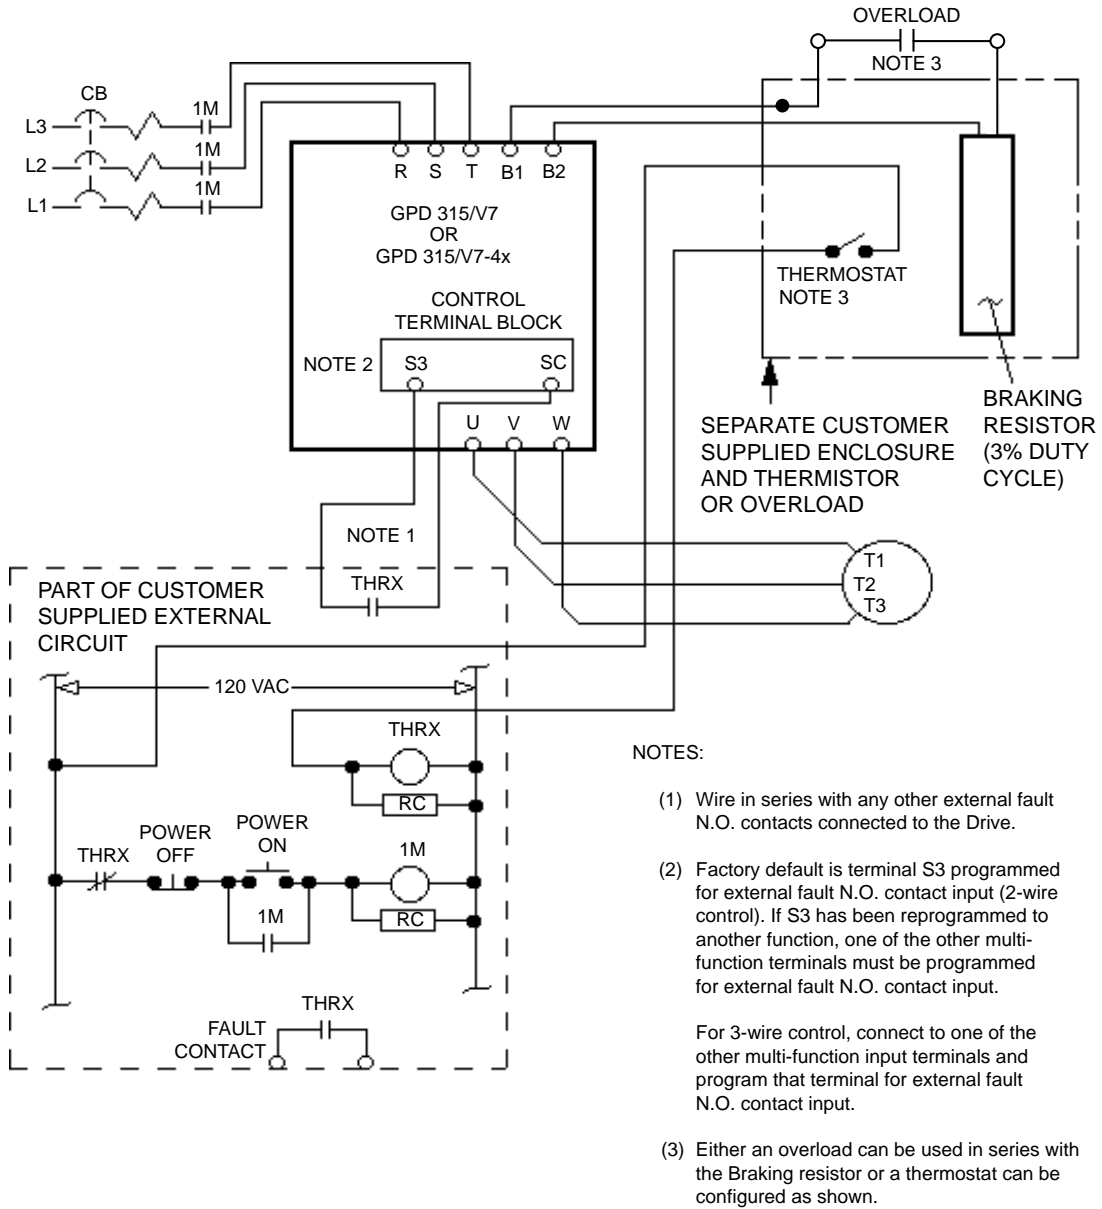 OVERLOAD
NOTE 3
CB
L3
1M
L2
1M
L1
1M
R S T B1 B2
GPD 315/V7
OR
GPD 315/V7-4x
CONTROL
TERMINAL BLOCK
NOTE 2
S3
SC
U V W
THERMOSTAT
NOTE 3
SEPARATE CUSTOMER
SUPPLIED ENCLOSURE
AND THERMISTOR
OR OVERLOAD
BRAKING
RESISTOR
(3% DUTY
CYCLE)
NOTE 1
THRX
T1
T2
T3
PART OF CUSTOMER
SUPPLIED EXTERNAL
CIRCUIT
120 VAC
THRX
RC
THRX
POWER
OFF
POWER
ON
1M
1M
RC
THRX
FAULT
CONTACT
NOTES:
(1) Wire in series with any other external fault
N.O. contacts connected to the Drive.
(2) Factory default is terminal S3 programmed
for external fault N.O. contact input (2-wire
control). If S3 has been reprogrammed to
another function, one of the other multi-
function terminals must be programmed
for external fault N.O. contact input.
For 3-wire control, connect to one of the
other multi-function input terminals and
program that terminal for external fault
N.O. contact input.
(3) Either an overload can be used in series with
the Braking resistor or a thermostat can be
configured as shown.